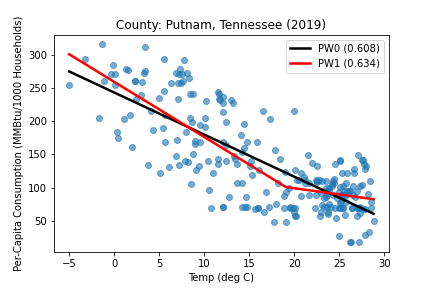 County: Putnam, Tennessee (2019)
PW0 (0.608)
PW1 (0.634)
Per-Capita Consumption (MMBtu/1000 Households)
300
250
200
150
100
50
−5
0
5
10
15
20
25
30
Temp (deg C)